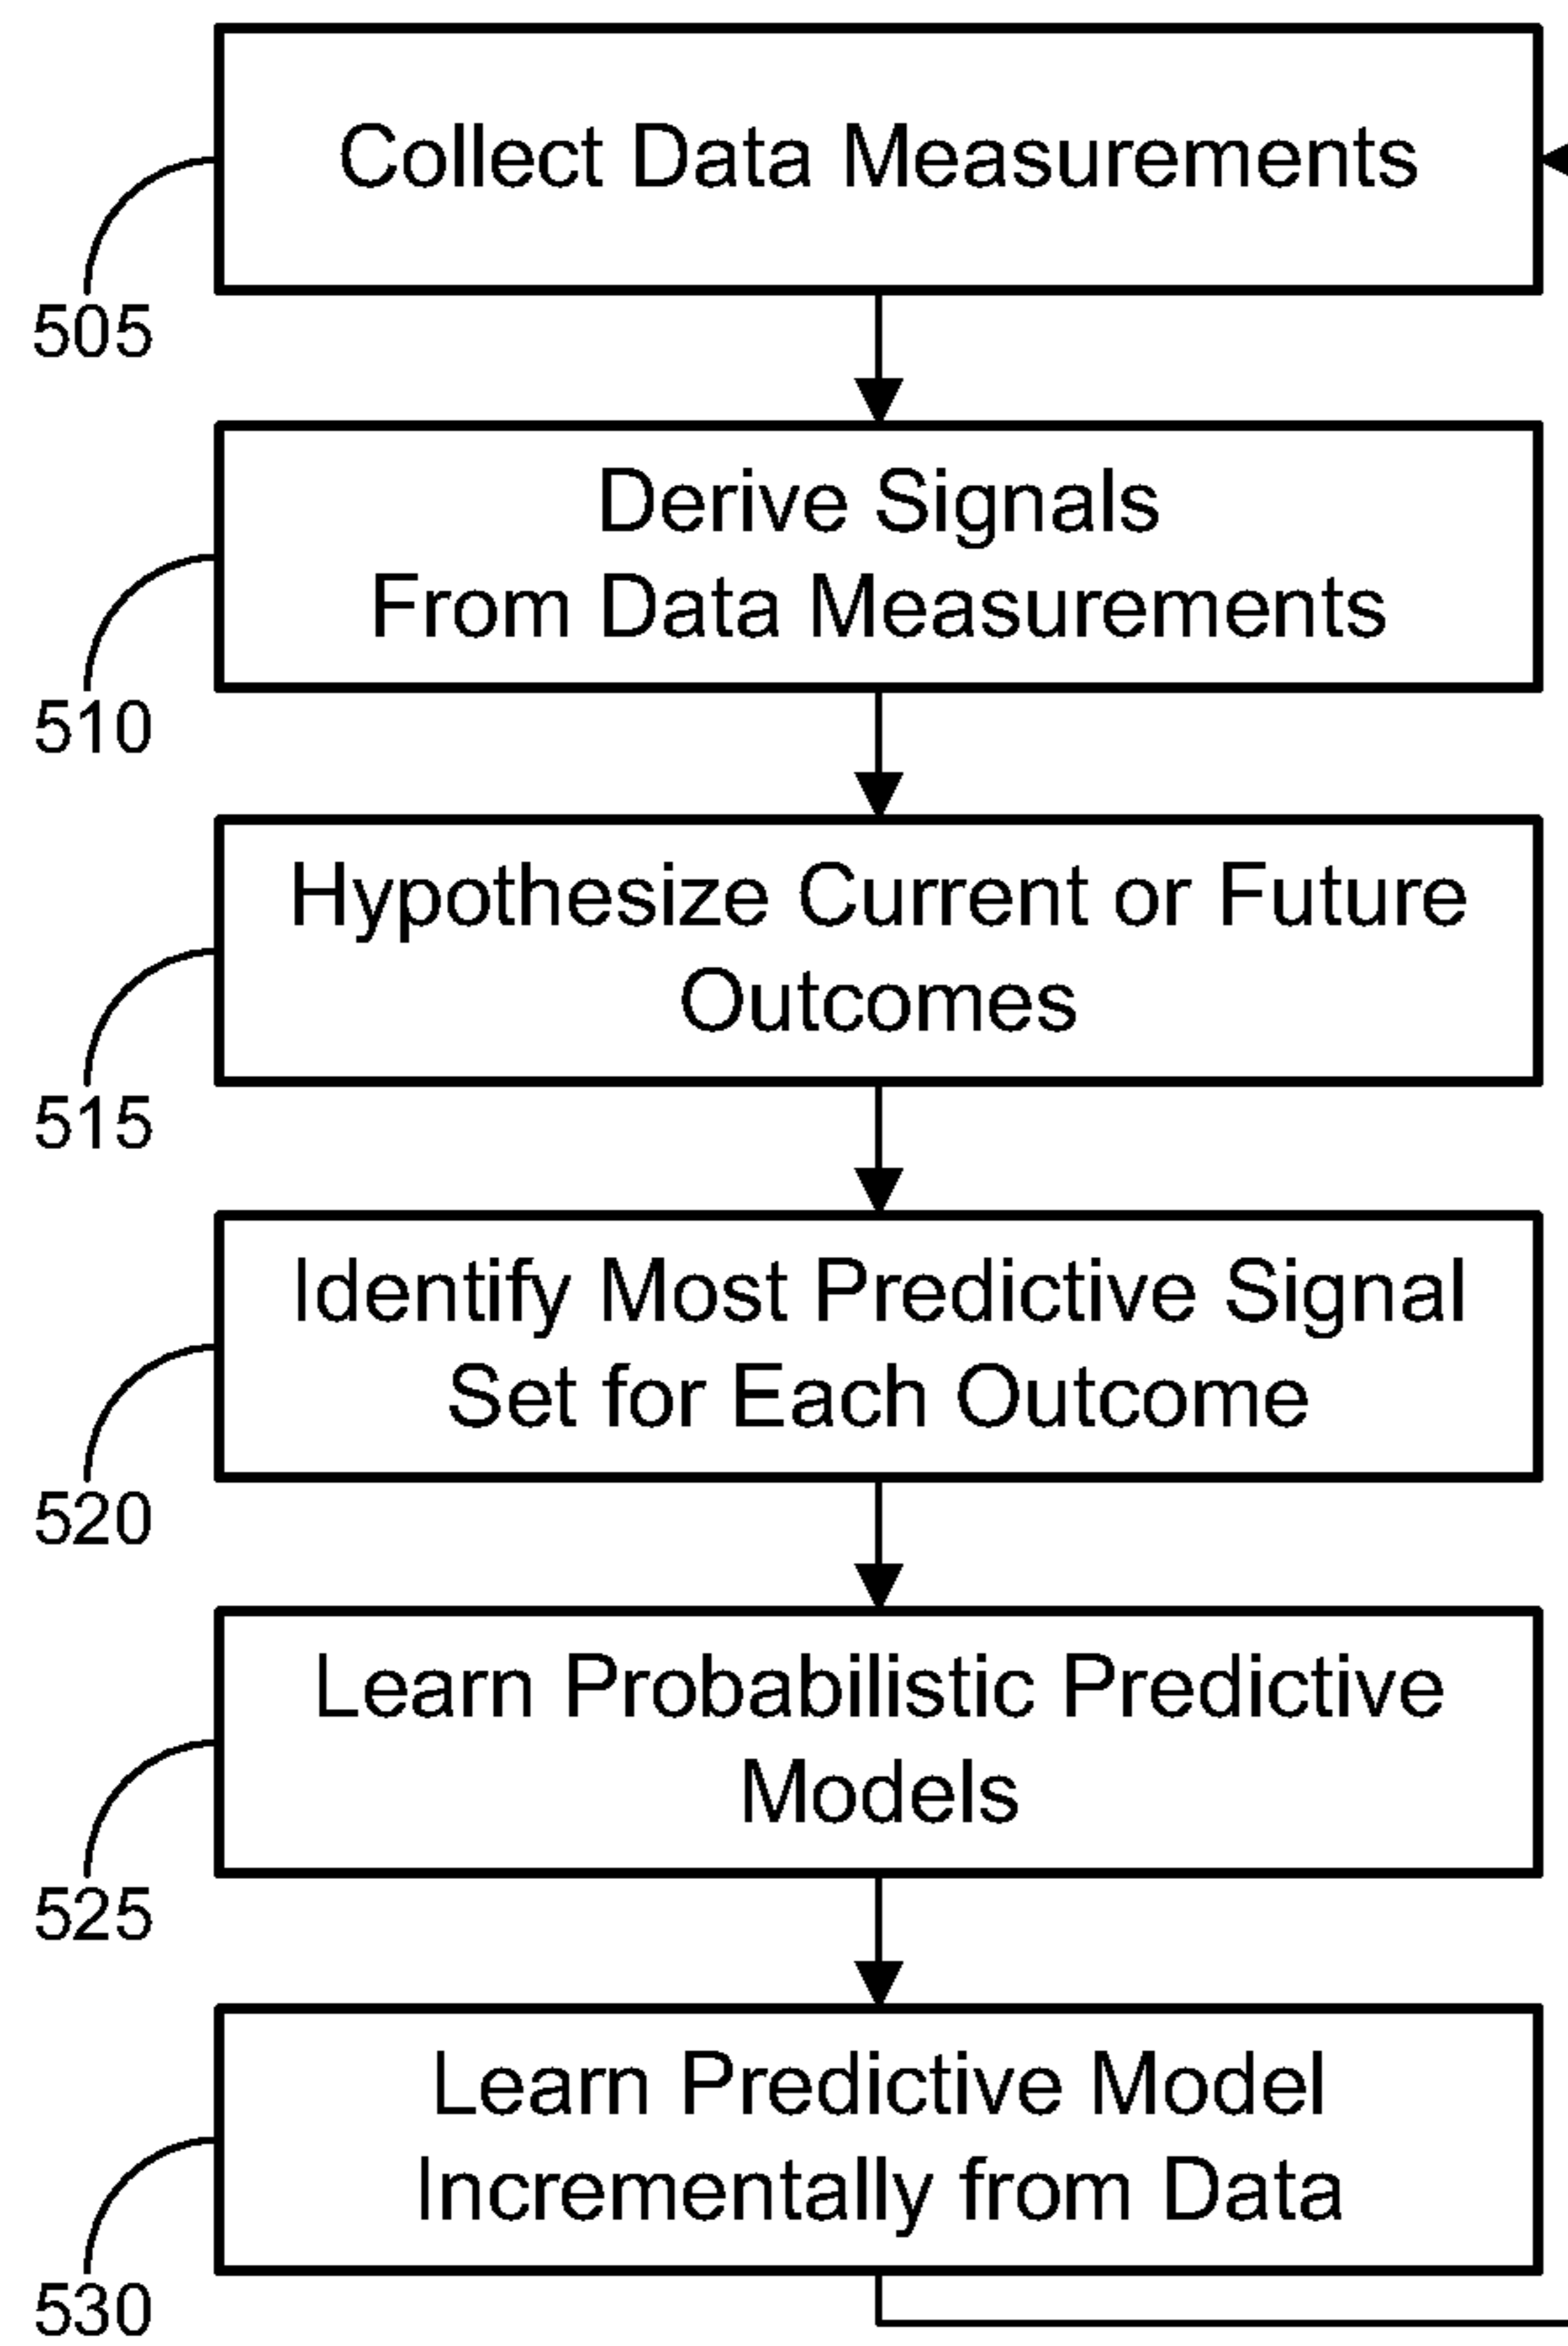 Collect Data Measurements
505
Derive Signals
From Data Measurements
510
Hypothesize Current or Future
Outcomes
515
Identify Most Predictive Signal
Set for Each Outcome
520
Learn Probabilistic Predictive
Models
525
Learn Predictive Model
Incrementally from Data
530